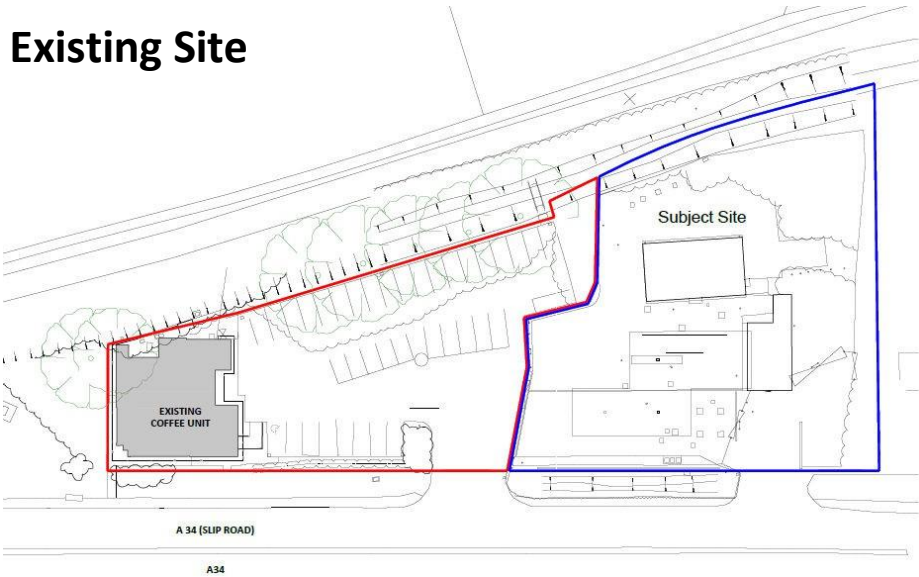 Existing Site
Subject Site
EXISTING
COFFEE UNIT
A 34 (SLIP ROAD)
A34